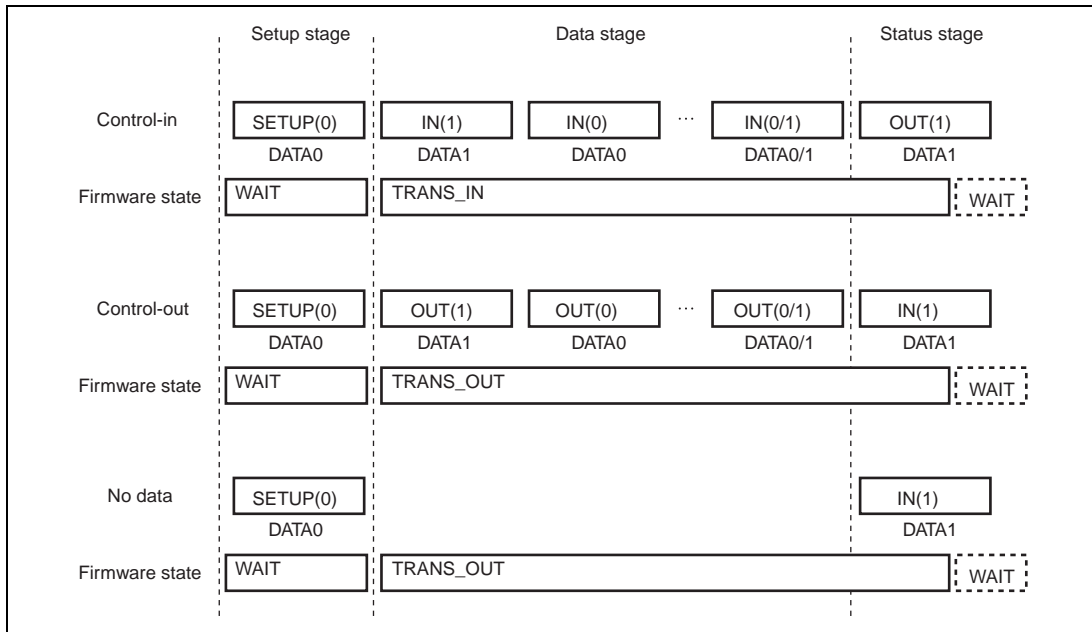 Setup stage Data stage Status stage
Control-in SETUP(0) IN(1) IN(0) ... IN(0/1) OUT(1)
DATA0 DATA1 DATA0 DATA0/1 DATA1
Firmware state WAIT TRANS_IN WAIT
Control-out SETUP(0) OUT(1) OUT(0) ... OUT(0/1) IN(1)
DATA0 DATA1 DATA0 DATA0/1 DATA1
Firmware state WAIT TRANS_OUT WAIT
No data SETUP(0) IN(1)
DATA0 DATA1
Firmware state WAIT TRANS_OUT WAIT